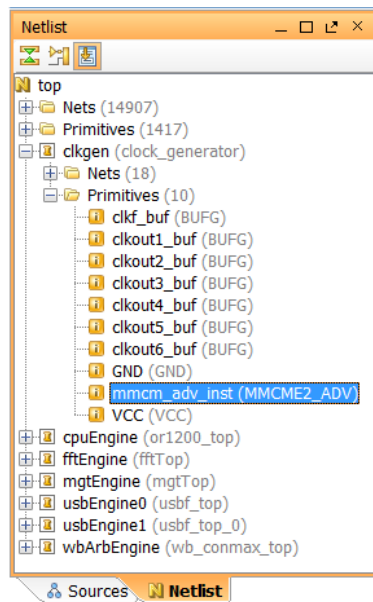 Netlist
top
Nets (14907)
Primitives (1417)
clkgen (clock_generator)
Nets (18)
Primitives (10)
clkf_buf (BUFG)
clkout1_buf (BUFG)
clkout2_buf (BUFG)
clkout3_buf (BUFG)
clkout4_buf (BUFG)
clkout5_buf (BUFG)
clkout6_buf (BUFG)
GND (GND)
mmcm_adv_inst (MMCME2_ADV)
VCC (VCC)
cpuEngine (or1200_top)
fftEngine (fftTop)
mgtEngine (mgtTop)
usbEngine0 (usbf_top)
usbEngine1 (usbf_top_0)
wbArbEngine (wb_conmax_top)
Sources Netlist